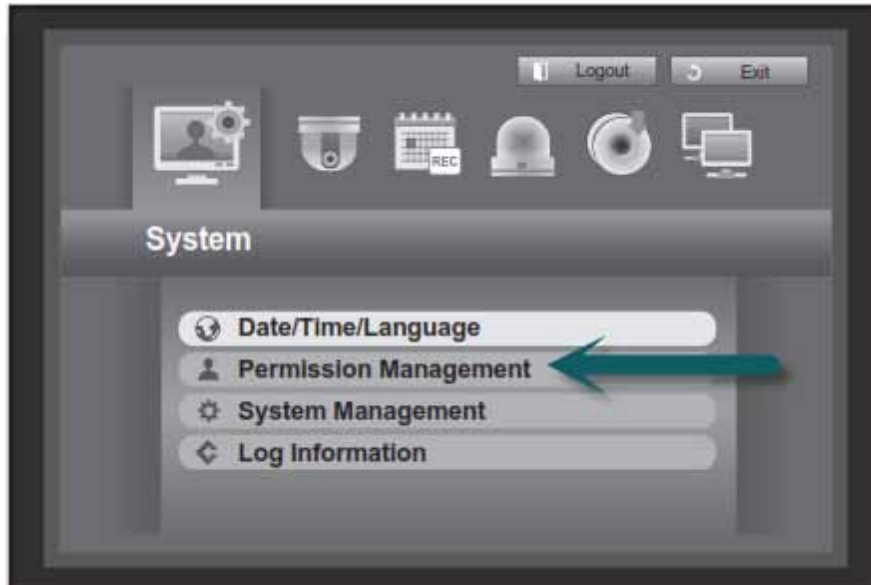 Logout
Exit
REC
System
Date/Time/Language
Permission Management
System Management
Log Information